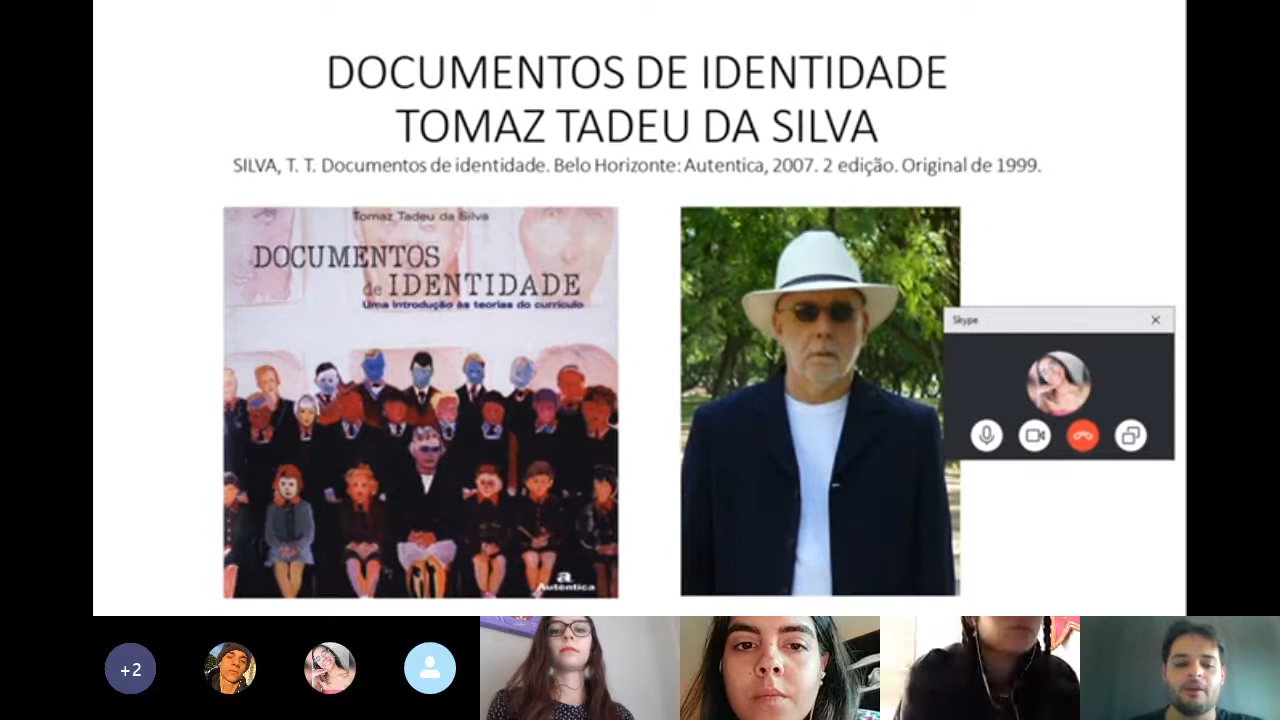 DOCUMENTOS DE IDENTIDADE
TOMAZ TADEU DA SILVA
SILVA, T. T. Documentos de identidade. Belo Horizonte: Autentica, 2007. 2 edição. Original de 1999.
Tomaz Tadeu da Silva
DOCUMENTOS
de IDENTIDADE
Uma introdução às teorias do currículo
a
Autêntica
Skype
+2